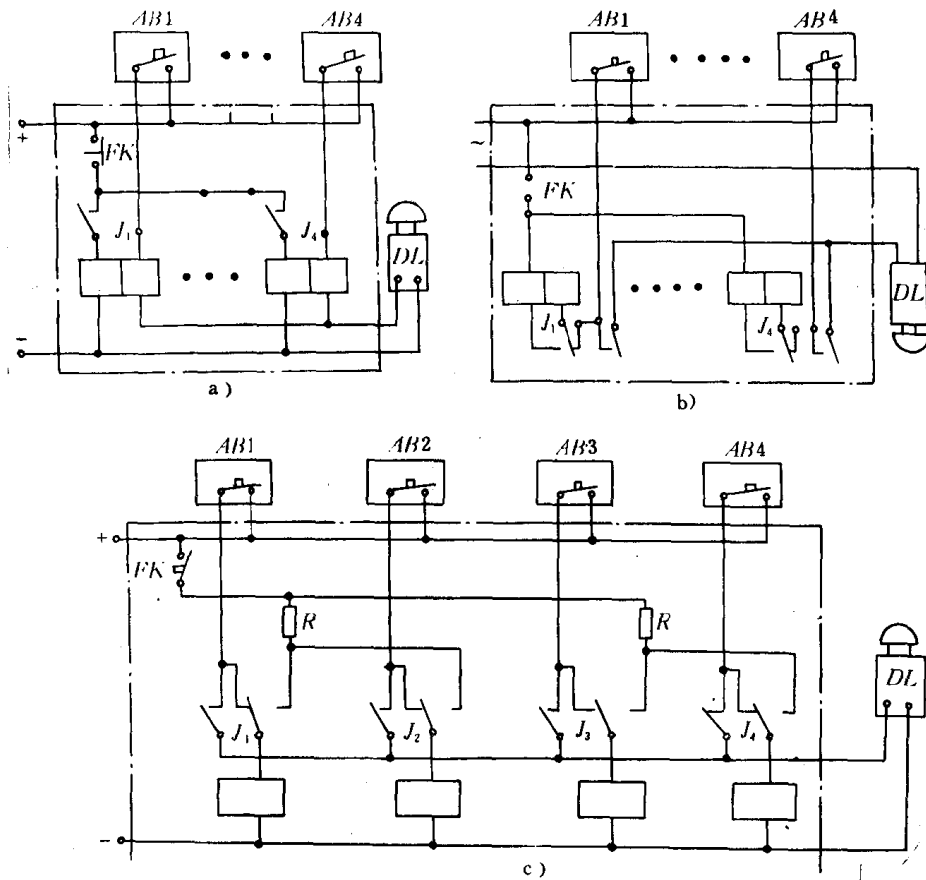 AB1 AB4
+
FK
J₁ J₄
DL
−
a)
AB1 AB4
~
FK
J₁ J₄
DL
b)
AB1 AB2 AB3 AB4
+
FK
R R
DL
J₁ J₂ J₃ J₄
−
c)